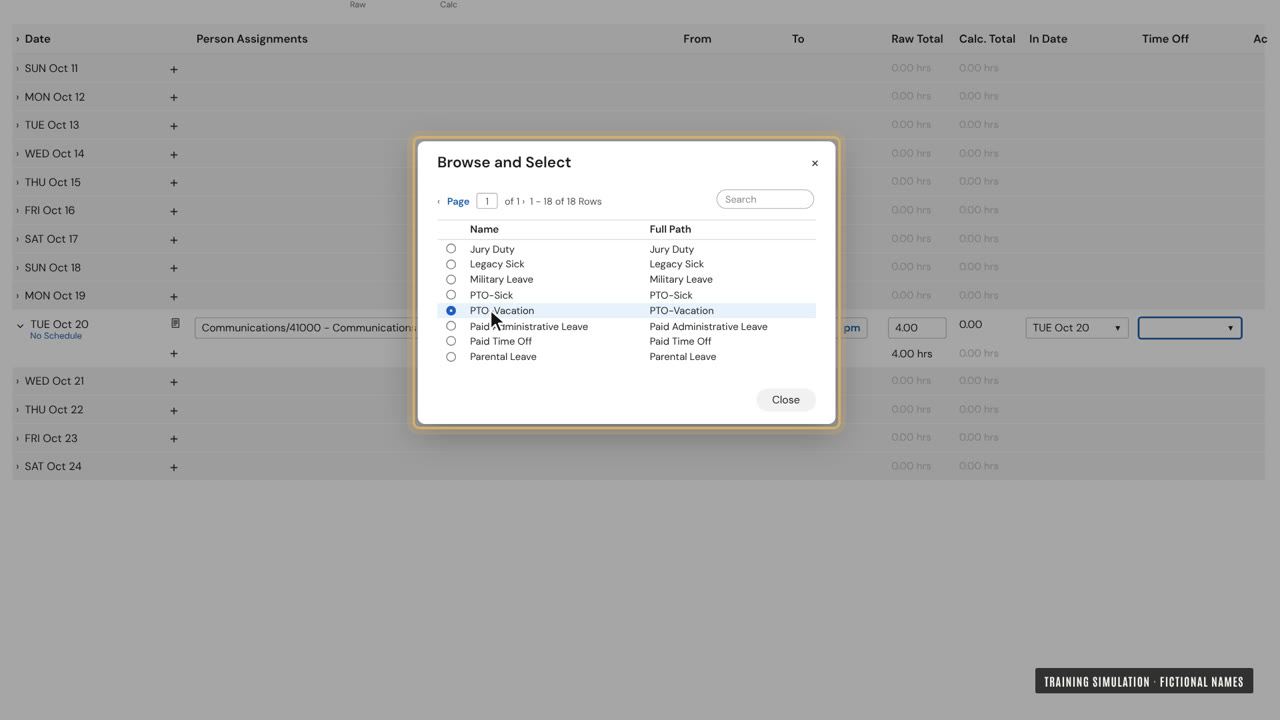 Raw Calc
› Date Person Assignments From To Raw Total Calc. Total In Date Time Off Ac
› SUN Oct 11 + 0.00 hrs 0.00 hrs
› MON Oct 12 + 0.00 hrs 0.00 hrs
› TUE Oct 13 + 0.00 hrs 0.00 hrs
› WED Oct 14 + 0.00 hrs 0.00 hrs
› THU Oct 15 + 0.00 hrs 0.00 hrs
› FRI Oct 16 + 0.00 hrs 0.00 hrs
› SAT Oct 17 + 0.00 hrs 0.00 hrs
› SUN Oct 18 + 0.00 hrs 0.00 hrs
› MON Oct 19 + 0.00 hrs 0.00 hrs
TUE Oct 20 Communications/41000 - Communication pm 4.00 0.00 TUE Oct 20
No Schedule
+ 4.00 hrs 0.00 hrs
› WED Oct 21 + 0.00 hrs 0.00 hrs
› THU Oct 22 + 0.00 hrs 0.00 hrs
› FRI Oct 23 + 0.00 hrs 0.00 hrs
› SAT Oct 24 + 0.00 hrs 0.00 hrs
Browse and Select ×
‹ Page 1 of 1 › 1 - 18 of 18 Rows Search
Name Full Path
Jury Duty Jury Duty
Legacy Sick Legacy Sick
Military Leave Military Leave
PTO-Sick PTO-Sick
PTO-Vacation PTO-Vacation
Paid Administrative Leave Paid Administrative Leave
Paid Time Off Paid Time Off
Parental Leave Parental Leave
Close
TRAINING SIMULATION · FICTIONAL NAMES